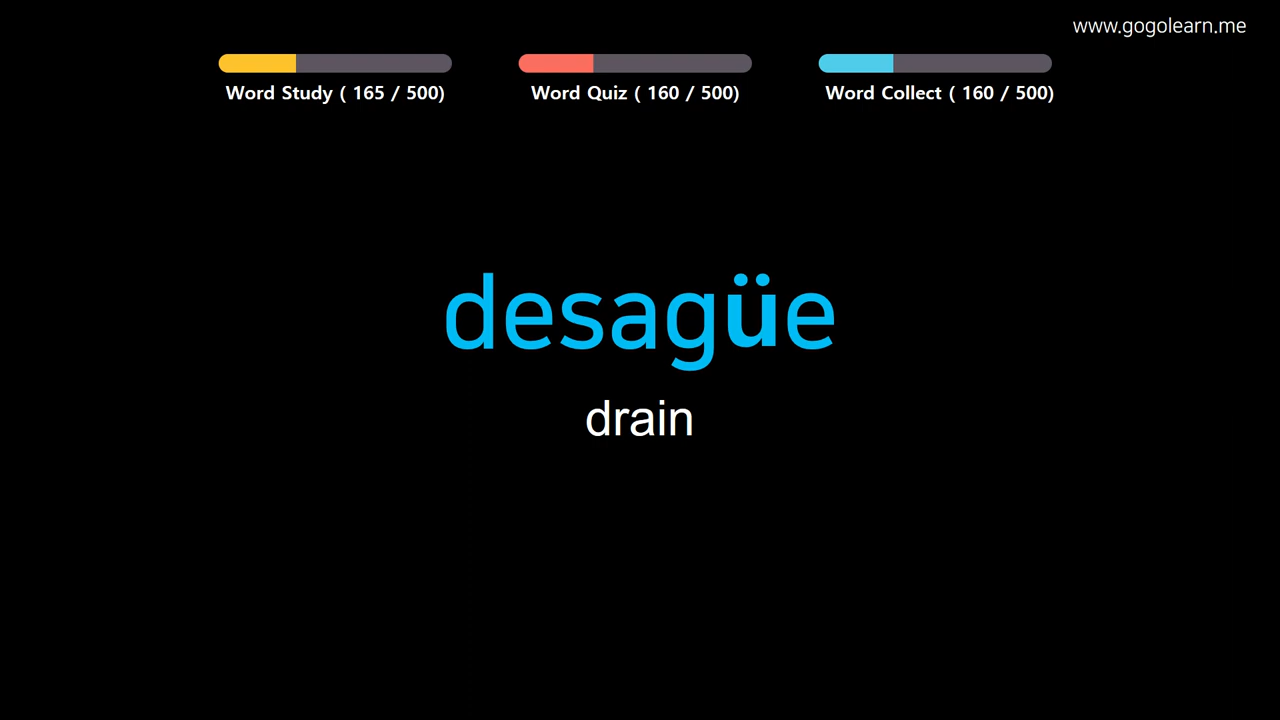 www.gogolearn.me
Word Study ( 165 / 500)
Word Quiz ( 160 / 500)
Word Collect ( 160 / 500)
desagüe
drain